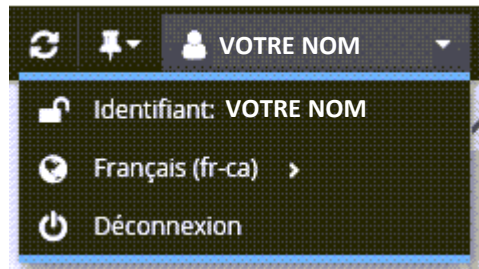 VOTRE NOM
Identifiant: VOTRE NOM
Français (fr-ca)
Déconnexion